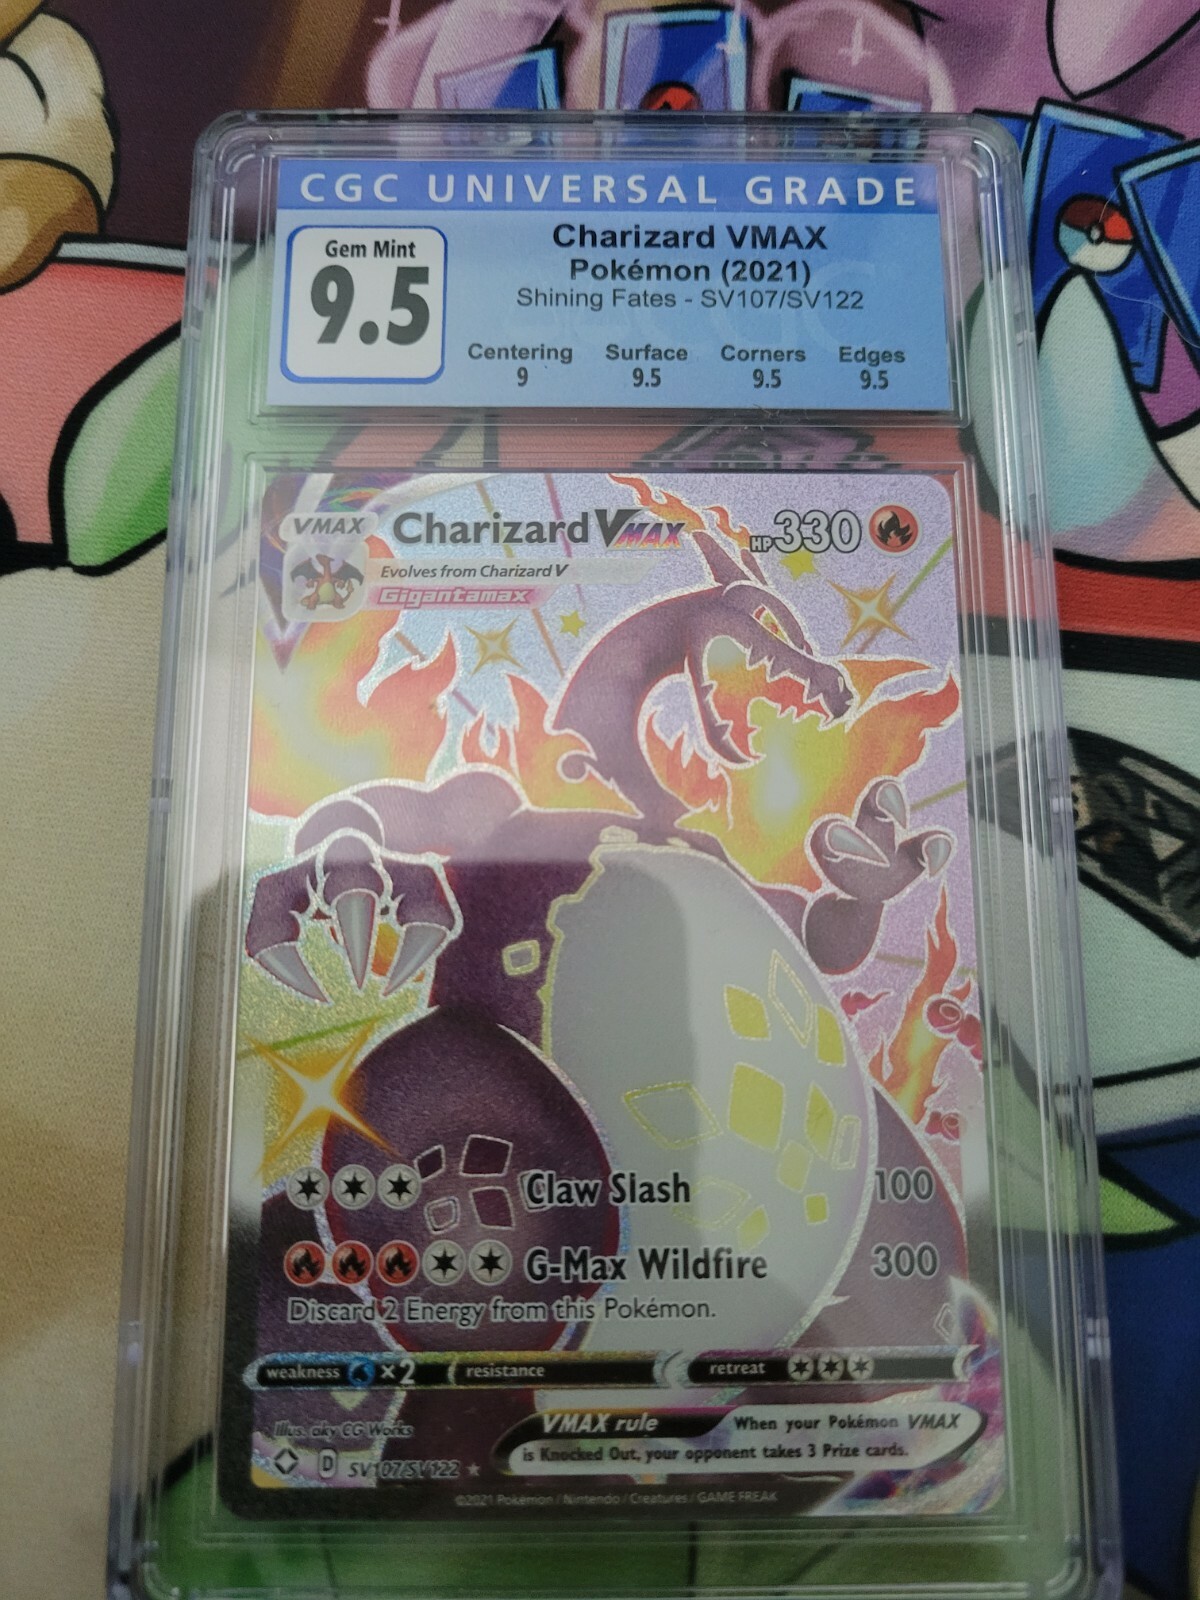 CGC UNIVERSAL GRADE
Gem Mint
9.5
Charizard VMAX
Pokémon (2021)
Shining Fates - SV107/SV122
Centering Surface Corners Edges
9 9.5 9.5 9.5
VMAX Charizard VMAX HP 330
Evolves from Charizard V
Gigantamax
Claw Slash 100
G-Max Wildfire 300
Discard 2 Energy from this Pokémon.
weakness ×2 resistance retreat
Illus. aky CG Works
VMAX rule When your Pokémon VMAX
is Knocked Out, your opponent takes 3 Prize cards.
D SV107/SV122
©2021 Pokémon / Nintendo / Creatures / GAME FREAK